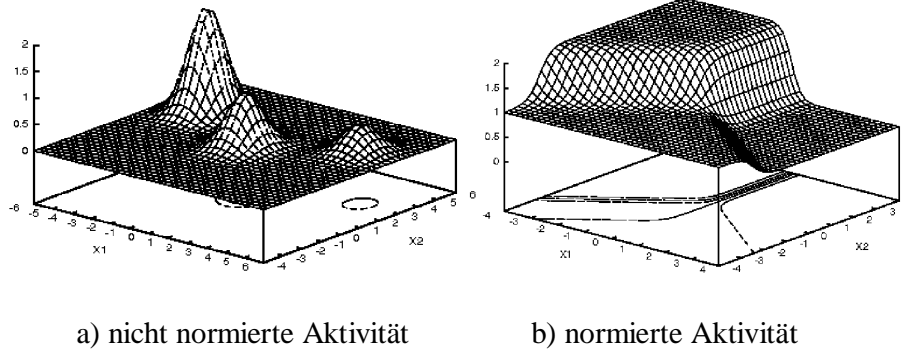 2
1.5
1
0.5
0
-6 -5 -4 -3 -2 -1 0 1 2 3 4 5 6
X1
-4 -3 -2 -1 0 1 2 3 4 5
X2
2
1.5
1
0.5
0
6
-4 -3 -2 -1 0 1 2 3 4
X1
-4 -3 -2 -1 0 1 2 3
X2
a) nicht normierte Aktivität
b) normierte Aktivität